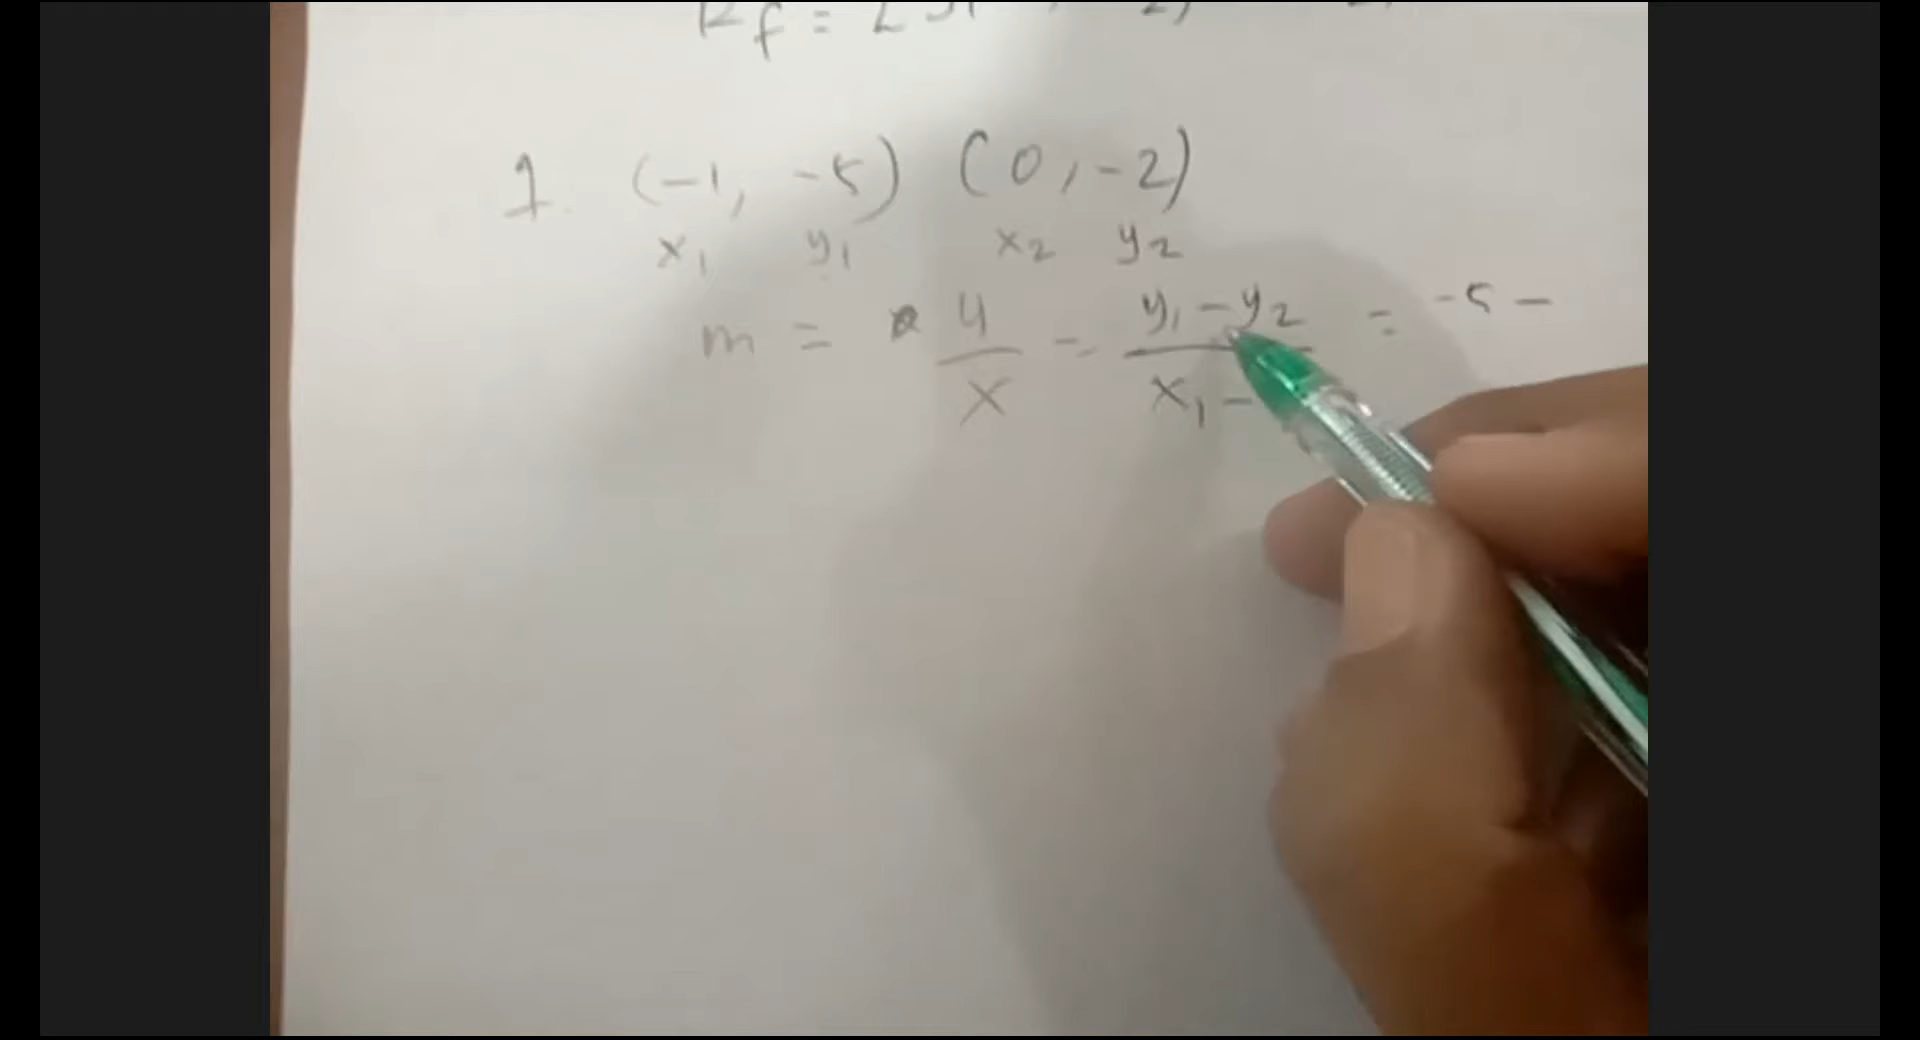 1. (-1, -5) (0, -2)
x₁ y₁ x₂ y₂
m = y/x = y₁-y₂/x₁- = -5 -